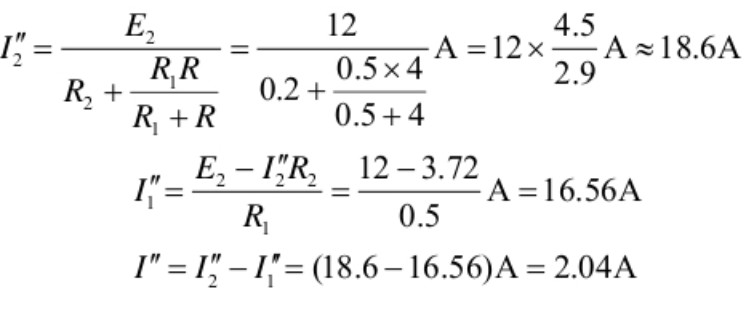 I₂″ = E₂ / (R₂ + R₁R / (R₁ + R)) = 12 / (0.2 + (0.5 × 4) / (0.5 + 4)) A = 12 × 4.5 / 2.9 A ≈ 18.6A
I₁″ = (E₂ − I₂″R₂) / R₁ = (12 − 3.72) / 0.5 A = 16.56A
I″ = I₂″ − I₁″ = (18.6 − 16.56)A = 2.04A